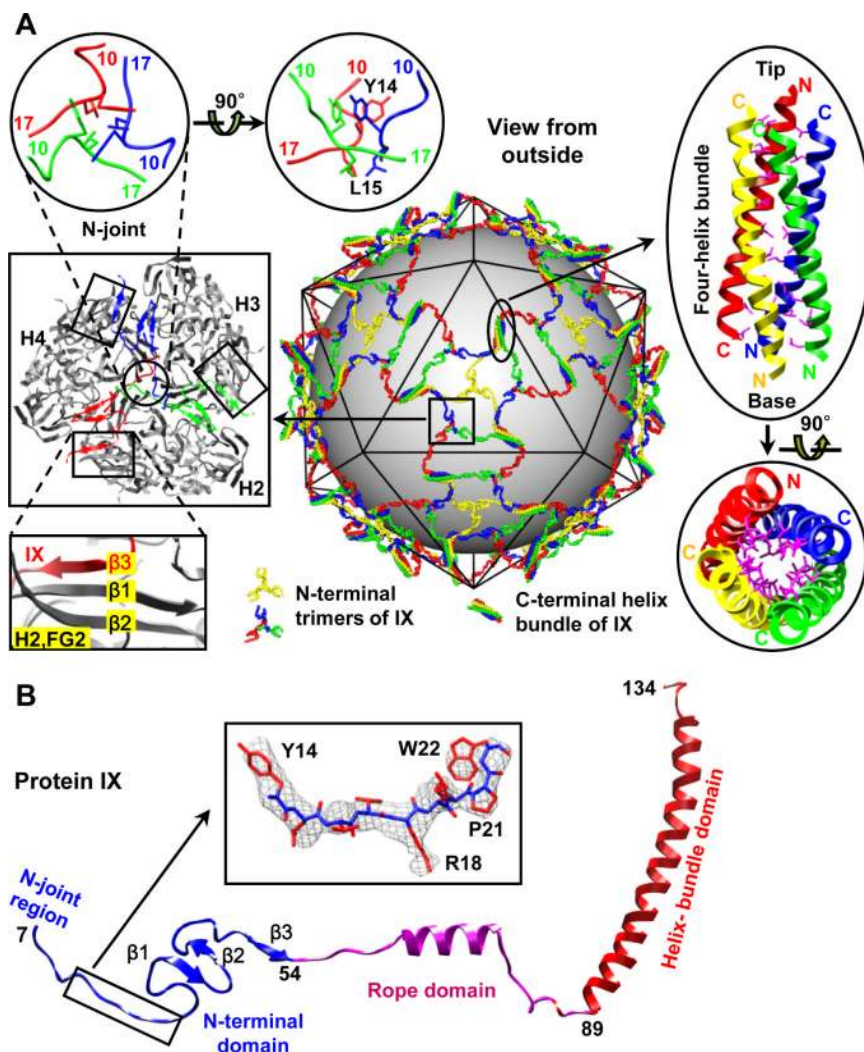 A
10
17
17
10
10
17
N-joint
90°
10
10
Y14
10
17
L15
View from
outside
Tip
N
C
C
C
Four-helix bundle
C
N
N
N
Base
90°
H3
H4
H2
N
C
C
C
IX
β3
β1
β2
H2,FG2
N-terminal
trimers of IX
C-terminal helix
bundle of IX
B
Protein IX
Y14
W22
P21
R18
134
Helix- bundle domain
N-joint
region
7
β1
β2
β3
54
N-terminal
domain
Rope domain
89